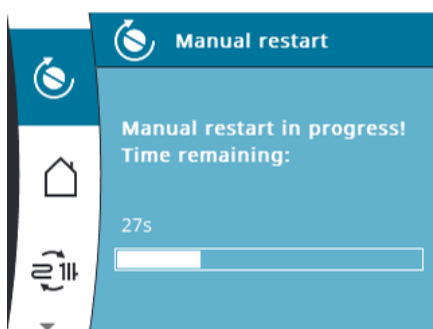 Manual restart
Manual restart in progress!
Time remaining:
27s